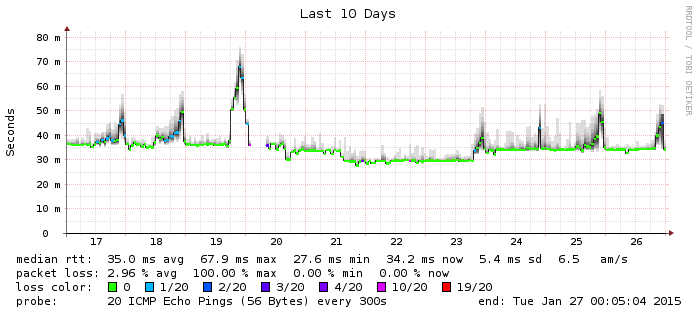 Last 10 Days
RRDTOOL / TOBI OETIKER
Seconds
80 m
70 m
60 m
50 m
40 m
30 m
20 m
10 m
0
17 18 19 20 21 22 23 24 25 26
median rtt: 35.0 ms avg 67.9 ms max 27.6 ms min 34.2 ms now 5.4 ms sd 6.5 am/s
packet loss: 2.96 % avg 100.00 % max 0.00 % min 0.00 % now
loss color: 0 1/20 2/20 3/20 4/20 10/20 19/20
probe: 20 ICMP Echo Pings (56 Bytes) every 300s end: Tue Jan 27 00:05:04 2015